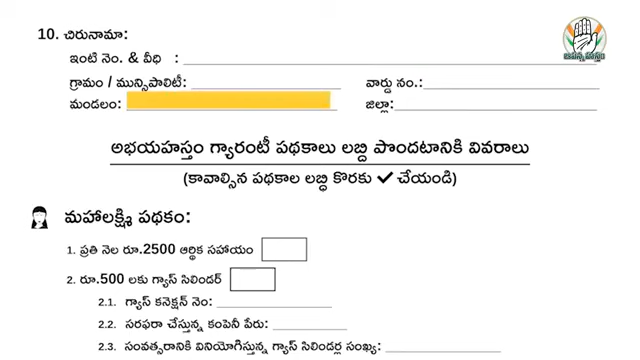 10. చిరునామా:
ఇంటి నెం. & వీధి :
గ్రామం / మున్సిపాలిటీ: వార్డు నం.:
మండలం: జిల్లా:
అభయహస్తం గ్యారంటీ పథకాలు లబ్ది పొందటానికి వివరాలు
(కావాల్సిన పథకాల లబ్ధి కొరకు ✓ చేయండి)
మహాలక్ష్మి పథకం:
1. ప్రతి నెల రూ.2500 ఆర్థిక సహాయం
2. రూ.500 లకు గ్యాస్ సిలిండర్
2.1. గ్యాస్ కనెక్షన్ నెం:
2.2. సరఫరా చేస్తున్న కంపెనీ పేరు:
2.3. సంవత్సరానికి వినియోగిస్తున్న గ్యాస్ సిలిండర్ల సంఖ్య: